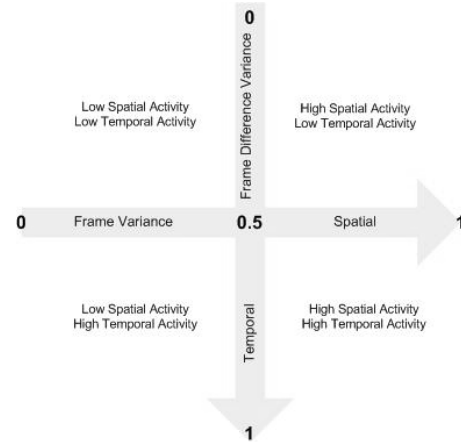 0
Frame Difference Variance
Low Spatial Activity
Low Temporal Activity
High Spatial Activity
Low Temporal Activity
0
Frame Variance
0.5
Spatial
1
Low Spatial Activity
High Temporal Activity
Temporal
High Spatial Activity
High Temporal Activity
1